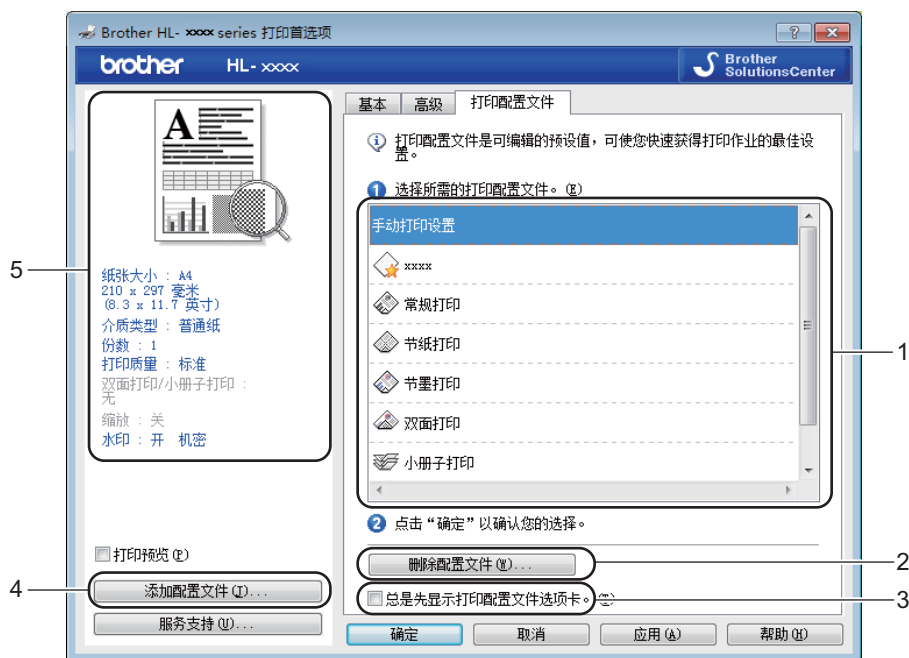 Brother HL- xxxx series 打印首选项
brother HL- xxxx
Brother
SolutionsCenter
A
纸张大小 : A4
210 x 297 毫米
(8.3 x 11.7 英寸)
介质类型 : 普通纸
份数 : 1
打印质量 : 标准
双面打印/小册子打印 :
无
缩放 : 关
水印 : 开 机密
打印预览(P)
添加配置文件(J)...
服务支持(U)...
基本 高级 打印配置文件
打印配置文件是可编辑的预设值，可使您快速获得打印作业的最佳设
置。
1 选择所需的打印配置文件。(E)
手动打印设置
xxxx
常规打印
节纸打印
节墨打印
双面打印
小册子打印
2 点击“确定”以确认您的选择。
删除配置文件(W)...
总是先显示打印配置文件选项卡。
确定 取消 应用(A) 帮助(H)
5
4
1
2
3